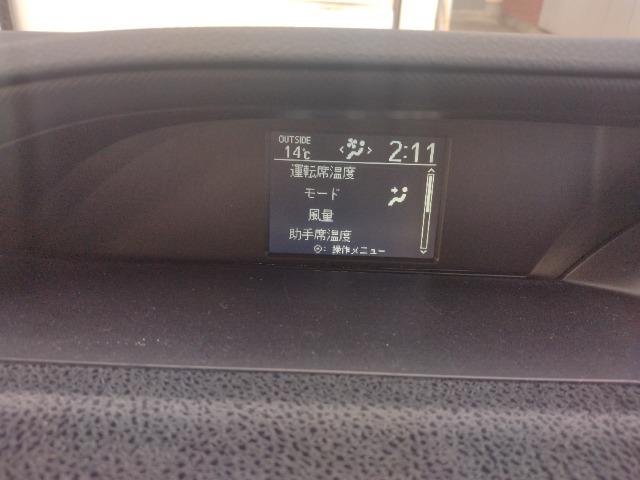 OUTSIDE
14℃ 2:11
運転席温度
モード
風量
助手席温度
: 操作メニュー